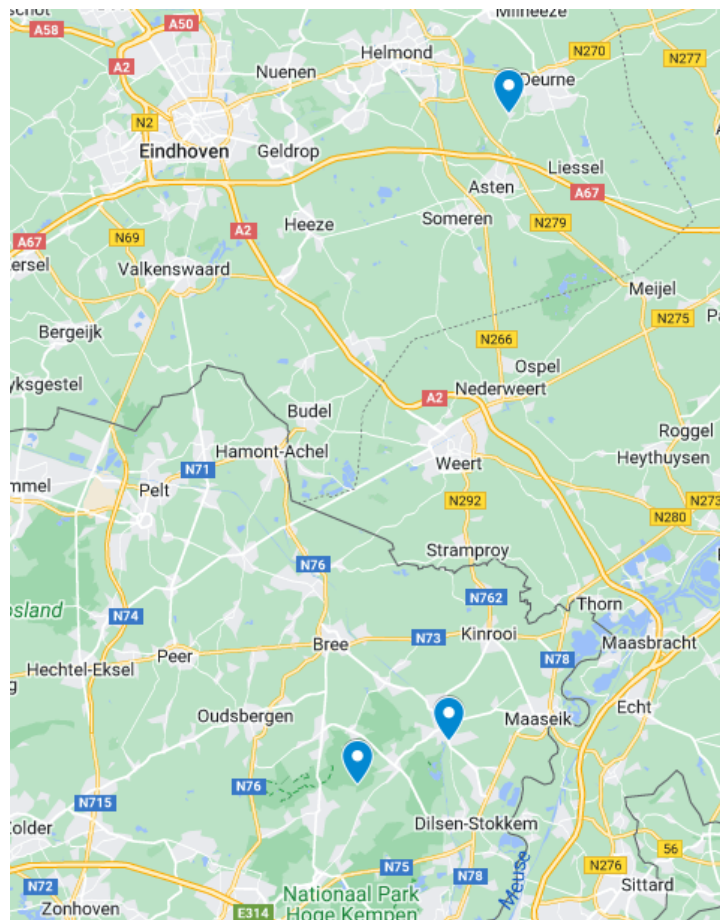 A58
A50
Milheeze
A2
Helmond
N270
N277
Nuenen
Deurne
N2
Eindhoven
Geldrop
Liessel
Asten
A67
Someren
N279
A2
Heeze
N69
A67
Valkenswaard
Meijel
Bergeijk
N275
N266
Ospel
Nederweert
A2
Budel
Roggel
Hamont-Achel
N71
Weert
Heythuysen
Pelt
N292
N273
N280
Stramproy
N76
N762
Thorn
N74
Kinrooi
N73
Bree
Maasbracht
Peer
N78
Hechtel-Eksel
Oudsbergen
Maaseik
Echt
N76
N715
Dilsen-Stokkem
56
N75
N78
N276
N72
Meuse
Sittard
Nationaal Park
Hoge Kempen
E314
Zonhoven